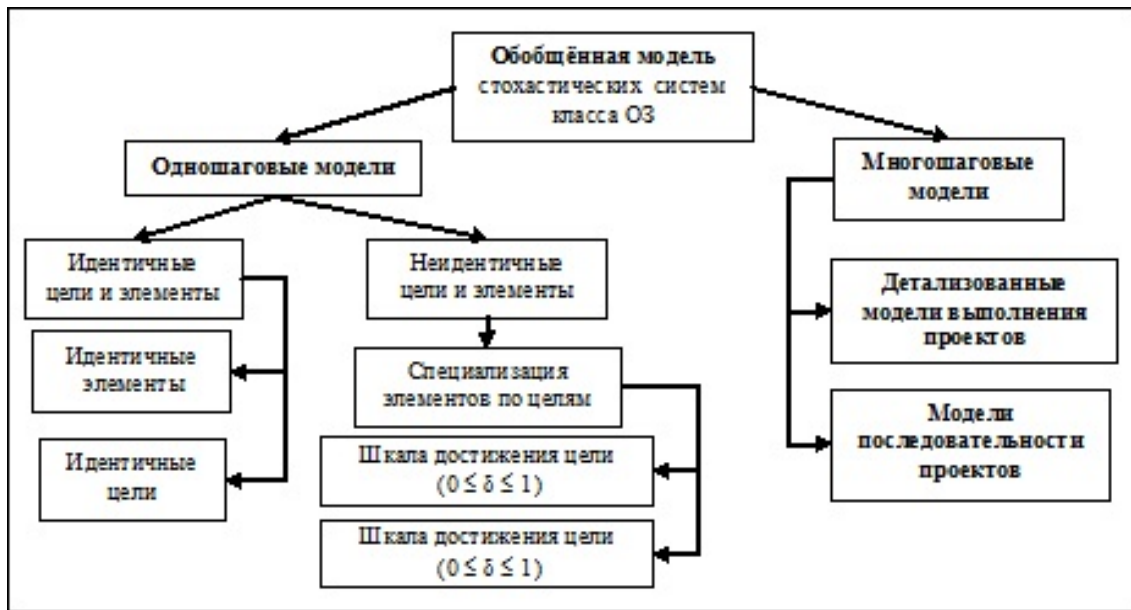 Обобщённая модель
стохастических систем
класса ОЗ
Одношаговые модели
Многошаговые
модели
Идентичные
цели и элементы
Неидентичные
цели и элементы
Детализованные
модели выполнения
проектов
Идентичные
элементы
Специализация
элементов по целям
Модели
последовательности
проектов
Идентичные
цели
Шкала достижения цели
(0 ≤ δ ≤ 1)
Шкала достижения цели
(0 ≤ δ ≤ 1)